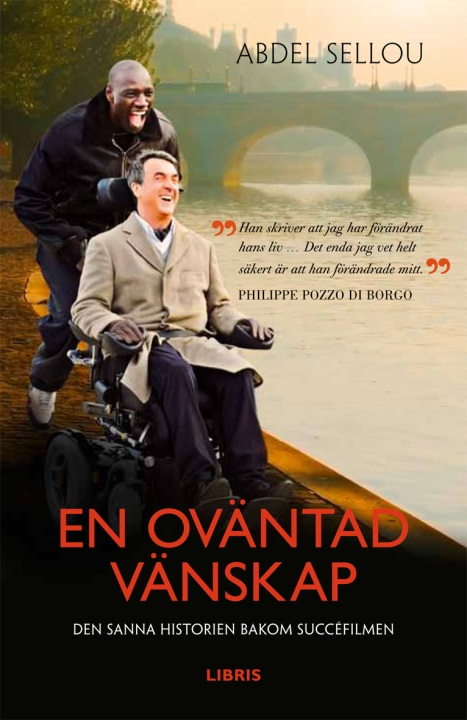 ABDEL SELLOU
”Han skriver att jag har förändrat
hans liv ... Det enda jag vet helt
säkert är att han förändrade mitt.”
PHILIPPE POZZO DI BORGO
EN OVÄNTAD
VÄNSKAP
DEN SANNA HISTORIEN BAKOM SUCCÉFILMEN
LIBRIS